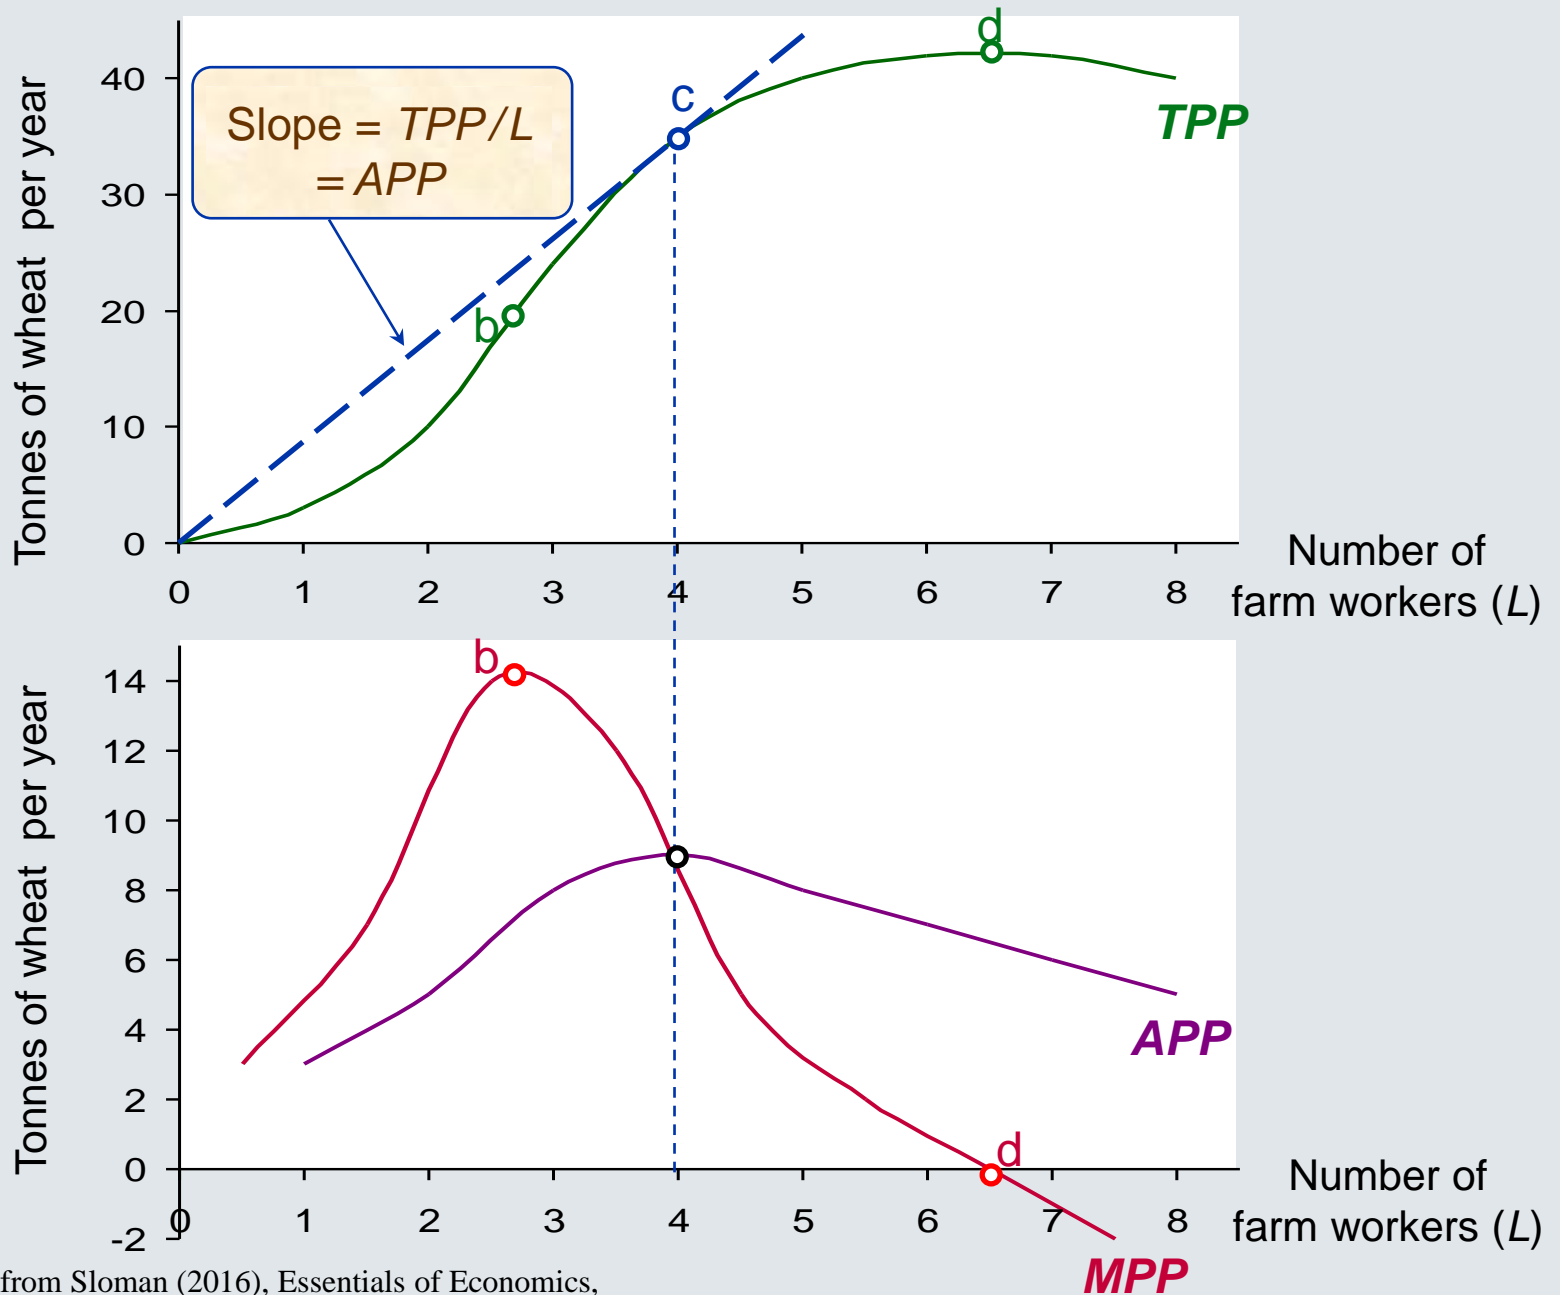 Tonnes of wheat per year
40
30
20
10
0
Slope = TPP/L
= APP
b
c
d
TPP
0 1 2 3 4 5 6 7 8
Number of
farm workers (L)
Tonnes of wheat per year
14
12
10
8
6
4
2
0
-2
b
d
APP
MPP
0 1 2 3 4 5 6 7 8
Number of
farm workers (L)
from Sloman (2016), Essentials of Economics,